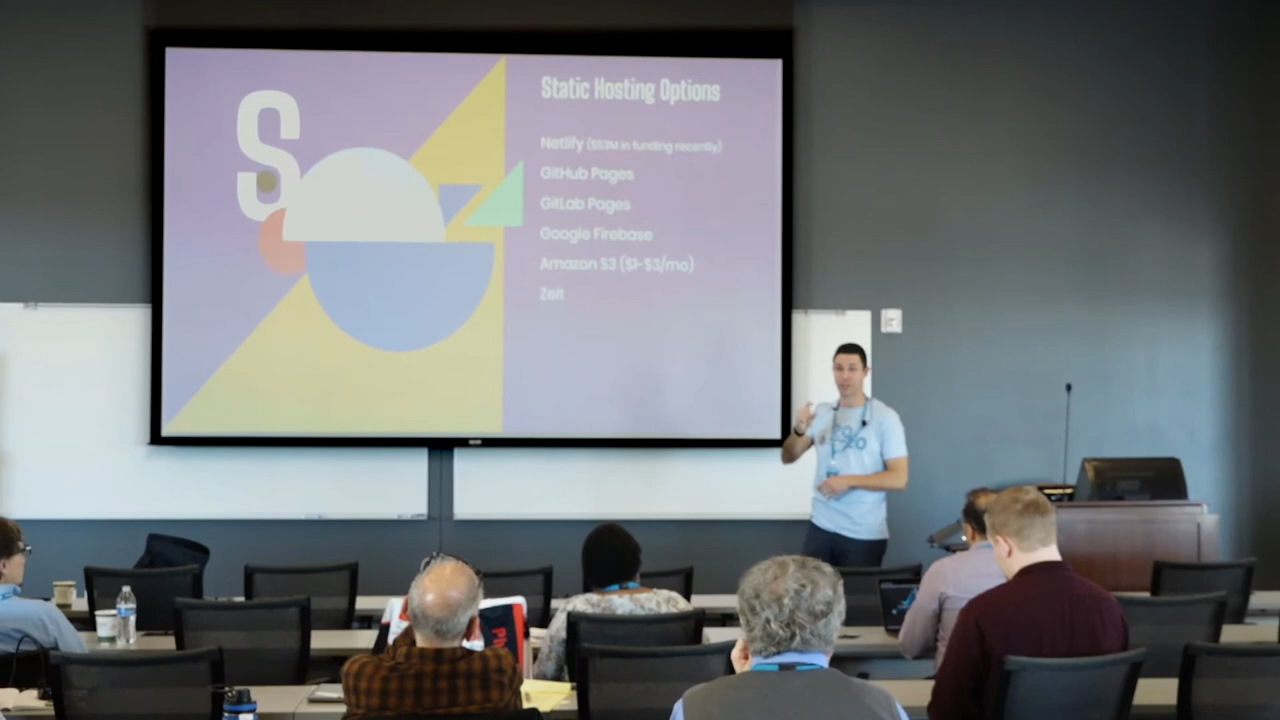 S
Static Hosting Options
Netlify ($53M in funding recently)
GitHub Pages
GitLab Pages
Google Firebase
Amazon S3 ($1-$3/mo)
Zeit